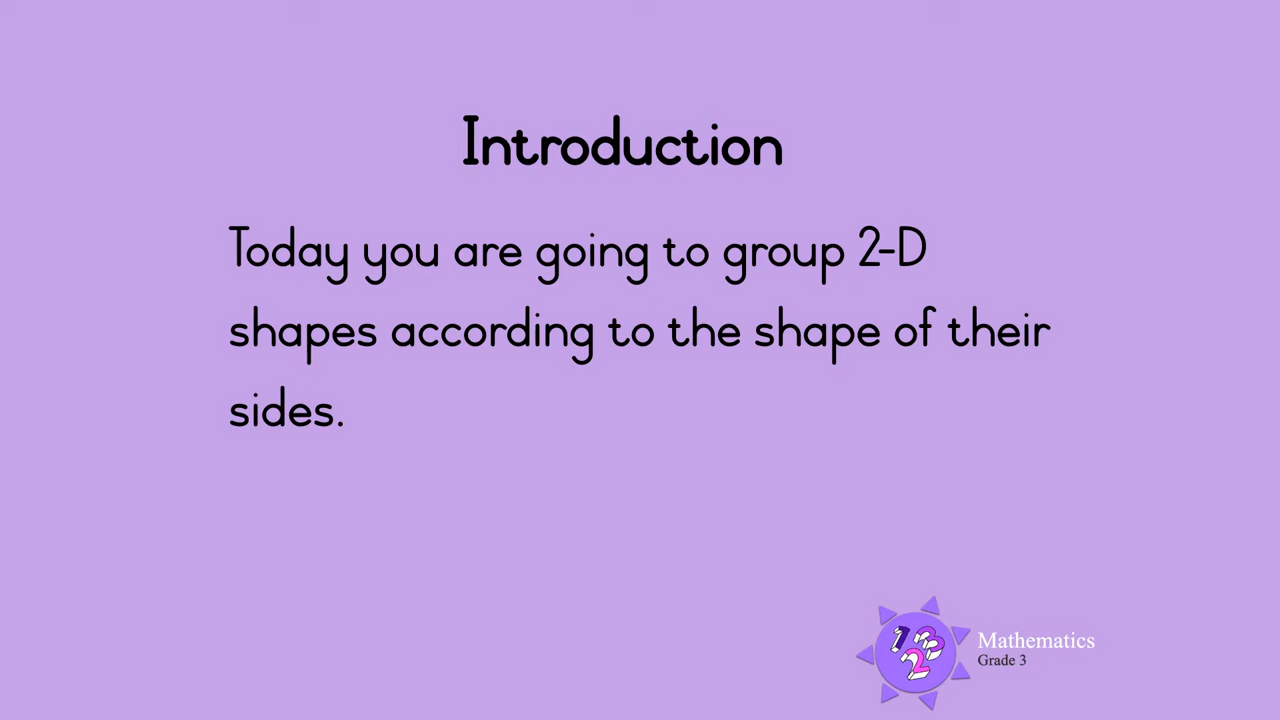 Introduction
Today you are going to group 2-D
shapes according to the shape of their
sides.
123
Mathematics
Grade 3